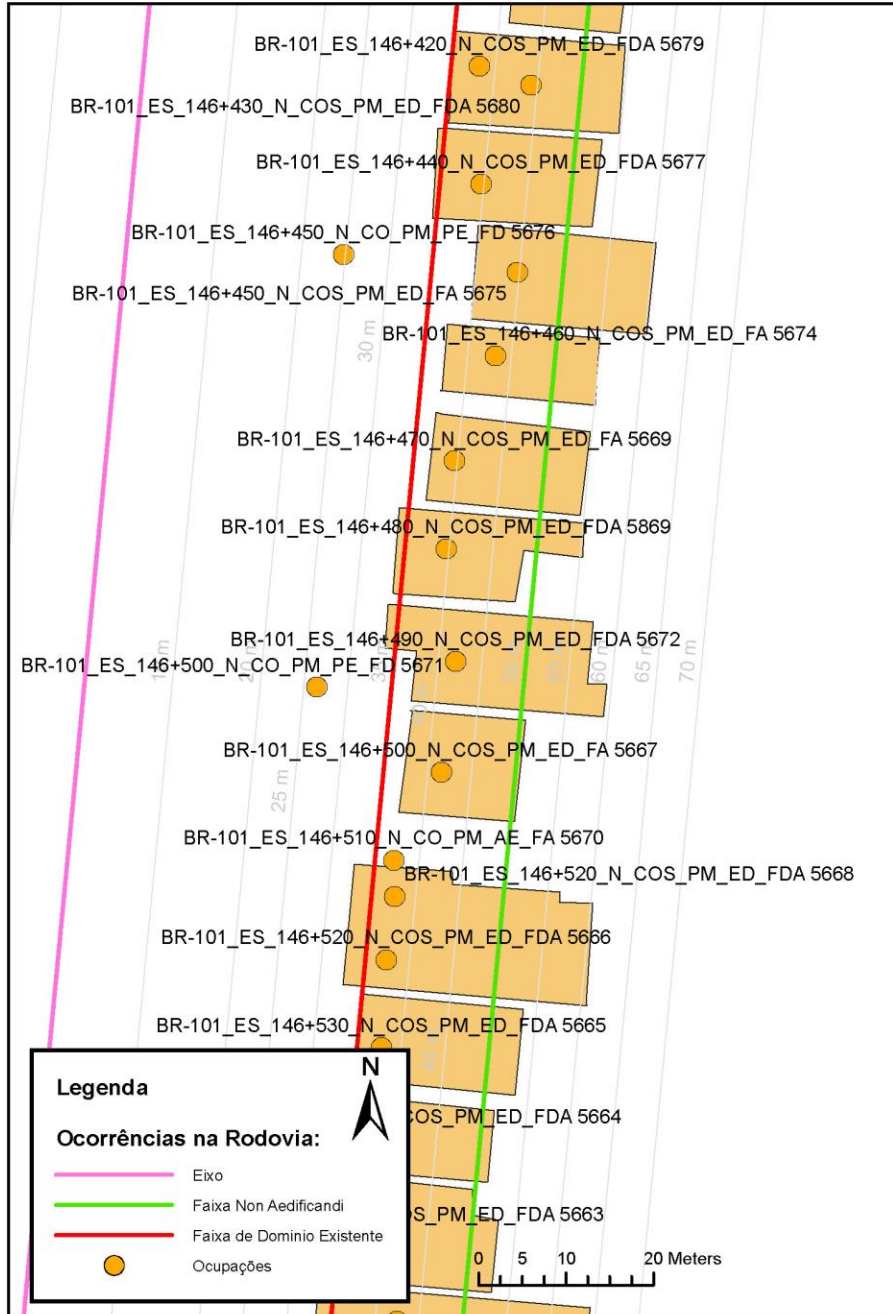 BR-101_ES_146+420_N_COS_PM_ED_FDA 5679
BR-101_ES_146+430_N_COS_PM_ED_FDA 5680
BR-101_ES_146+440_N_COS_PM_ED_FDA 5677
BR-101_ES_146+450_N_CO_PM_PE_FD 5676
BR-101_ES_146+450_N_COS_PM_ED_FA 5675
BR-101_ES_146+460_N_COS_PM_ED_FA 5674
30 m
BR-101_ES_146+470_N_COS_PM_ED_FA 5669
BR-101_ES_146+480_N_COS_PM_ED_FDA 5869
BR-101_ES_146+490_N_COS_PM_ED_FDA 5672
BR-101_ES_146+500_N_CO_PM_PE_FD 5671
20 m
60 m
65 m
70 m
BR-101_ES_146+500_N_COS_PM_ED_FA 5667
25 m
BR-101_ES_146+510_N_CO_PM_AE_FA 5670
BR-101_ES_146+520_N_COS_PM_ED_FDA 5668
BR-101_ES_146+520_N_COS_PM_ED_FDA 5666
BR-101_ES_146+530_N_COS_PM_ED_FDA 5665
COS_PM_ED_FDA 5664
OS_PM_ED_FDA 5663
N
Legenda
Ocorrências na Rodovia:
Eixo
Faixa Non Aedificandi
Faixa de Dominio Existente
Ocupações
0 5 10 20 Meters